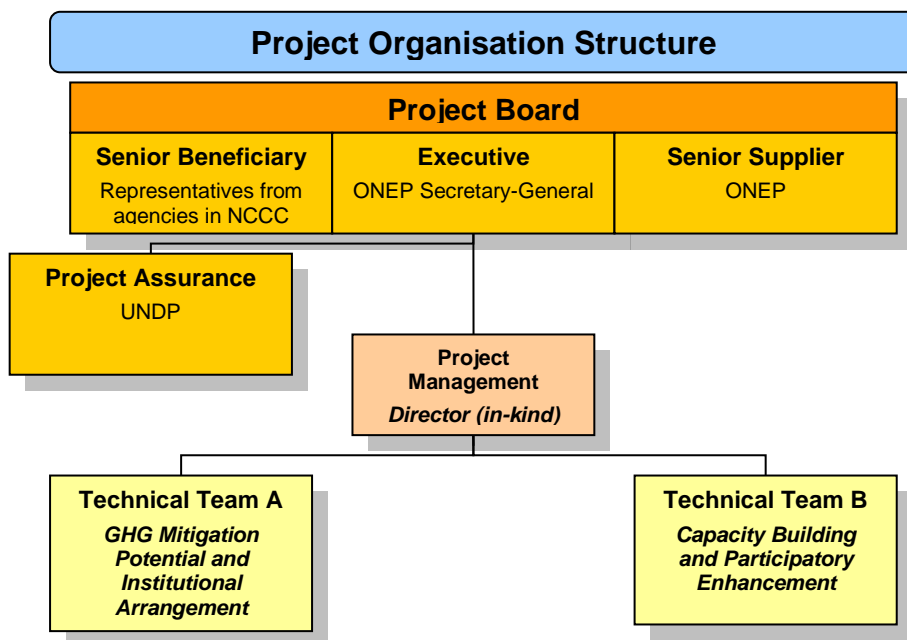 Project Organisation Structure
Project Board
Senior Beneficiary
Representatives from
agencies in NCCC
Executive
ONEP Secretary-General
Senior Supplier
ONEP
Project Assurance
UNDP
Project
Management
Director (in-kind)
Technical Team A
GHG Mitigation
Potential and
Institutional
Arrangement
Technical Team B
Capacity Building
and Participatory
Enhancement